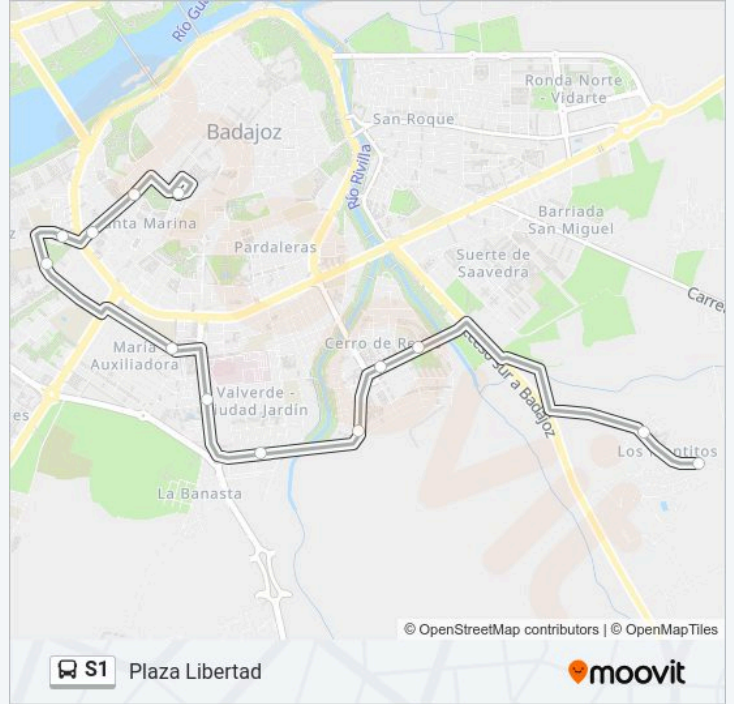 Río Gu
Badajoz
Ronda Norte
- Vidarte
San Roque
Río Rivilla
anta Marina
z
Pardaleras
Barriada
San Miguel
Suerte de
Saavedra
Carre
Cerro de Re
María
Auxiliadora
ceso sur a Badajoz
Valverde -
iudad Jardín
es
Los M ntitos
La Banasta
© OpenStreetMap contributors | © OpenMapTiles
S1 Plaza Libertad
moovit